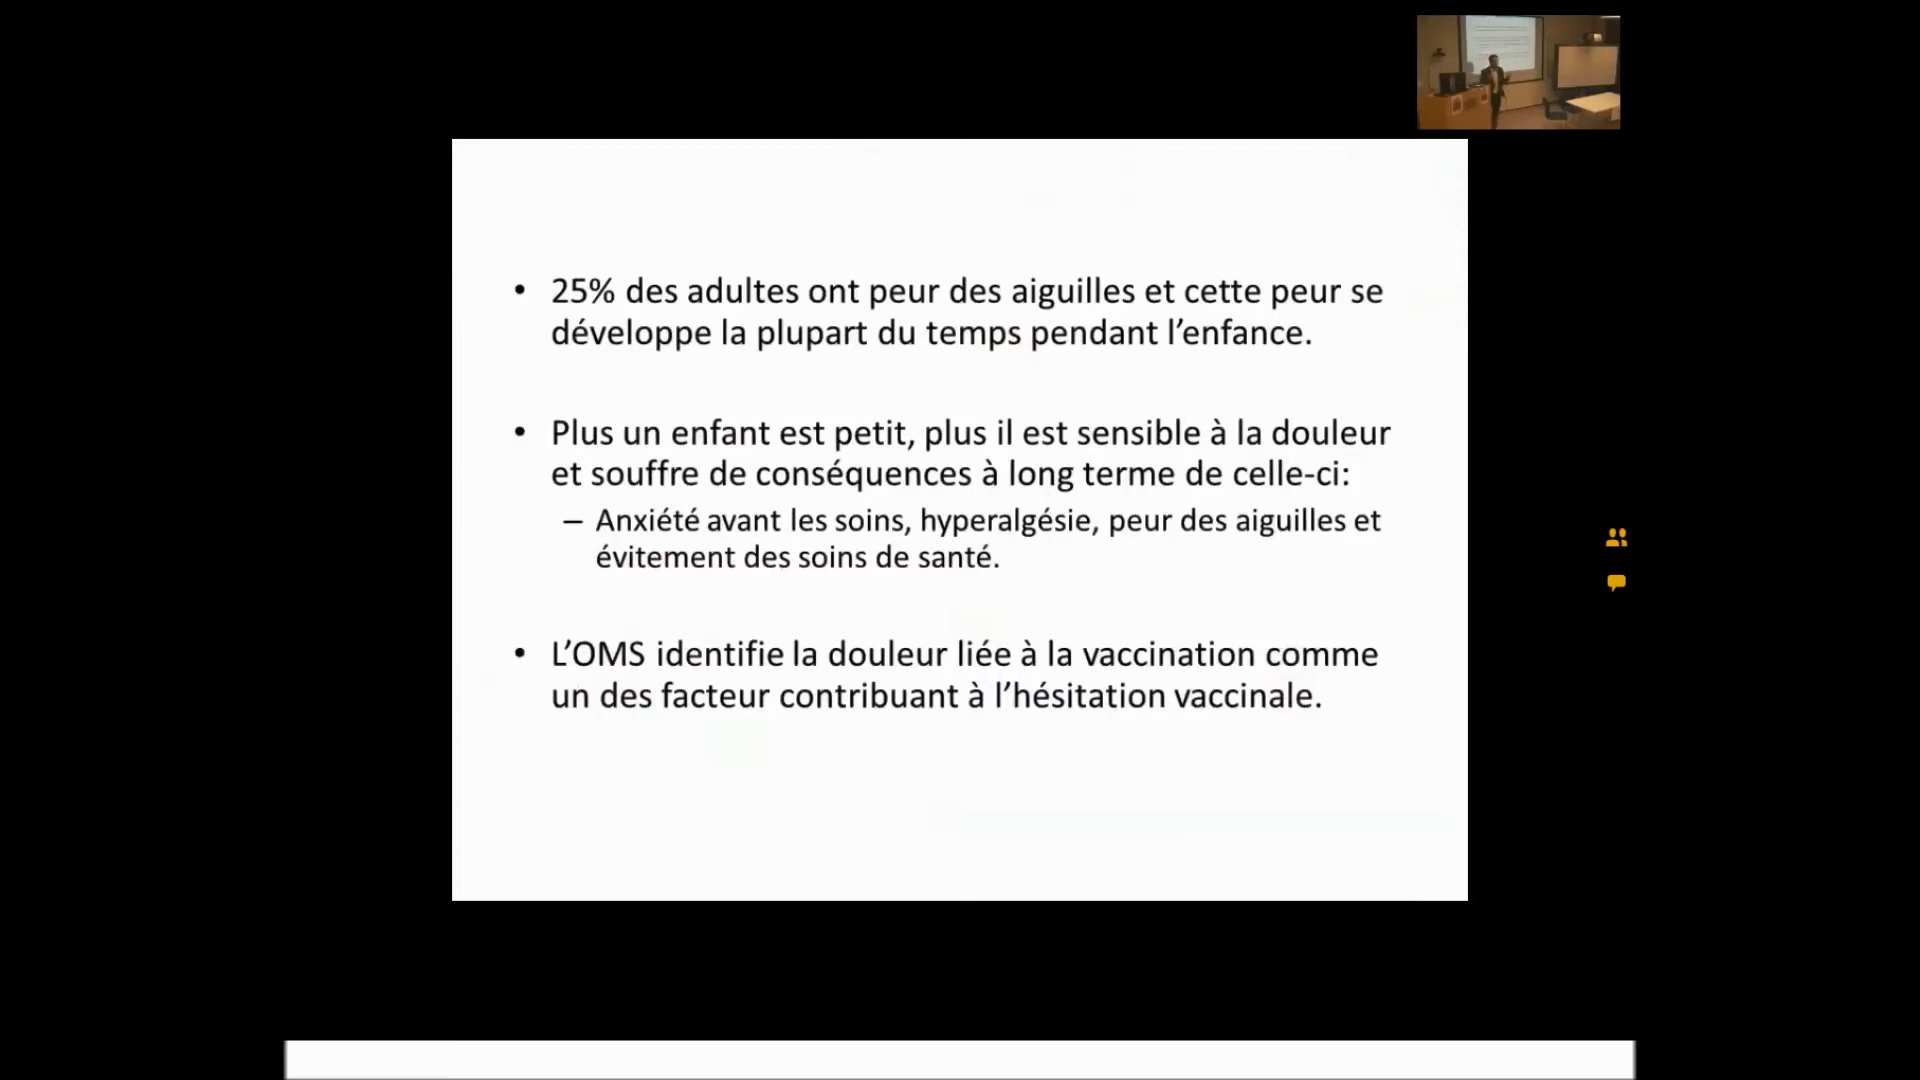 • 25% des adultes ont peur des aiguilles et cette peur se
développe la plupart du temps pendant l’enfance.
• Plus un enfant est petit, plus il est sensible à la douleur
et souffre de conséquences à long terme de celle-ci:
– Anxiété avant les soins, hyperalgésie, peur des aiguilles et
évitement des soins de santé.
• L’OMS identifie la douleur liée à la vaccination comme
un des facteur contribuant à l’hésitation vaccinale.